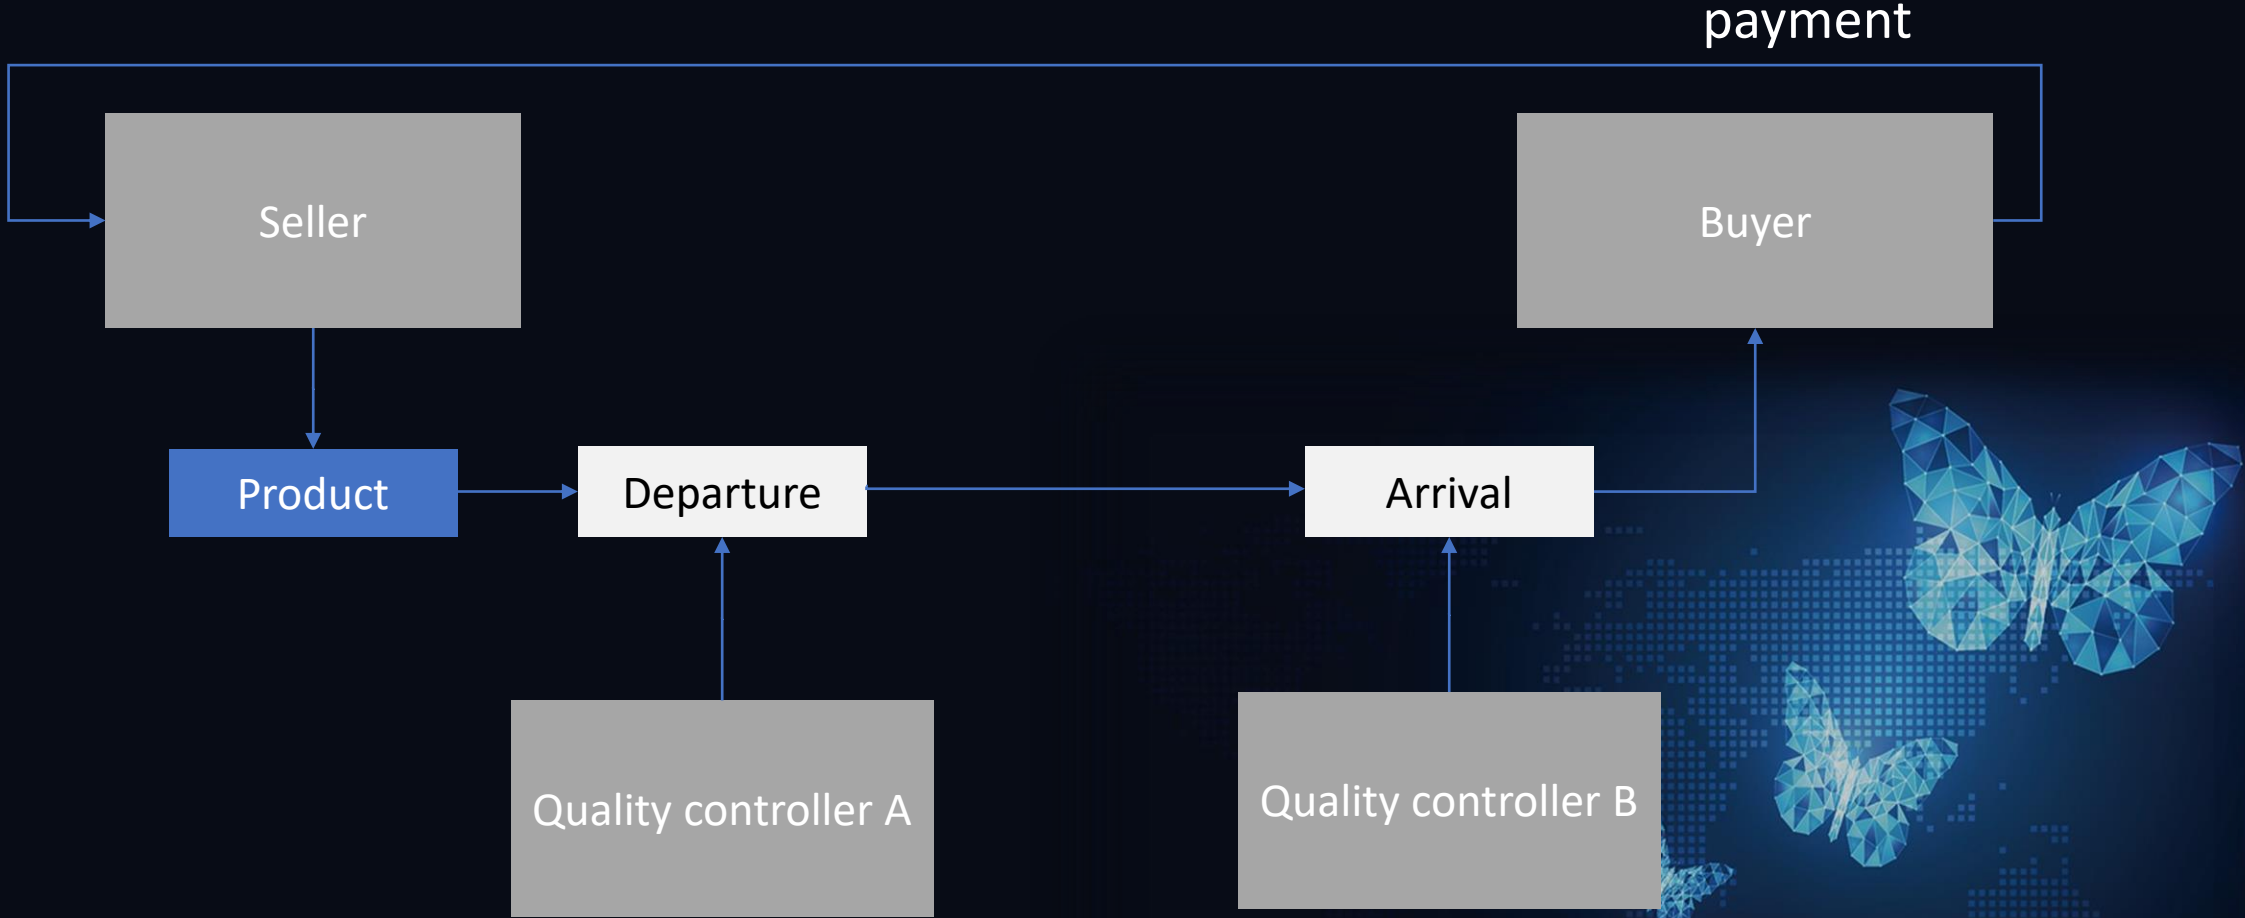 payment
Seller
Buyer
Product
Departure
Arrival
Quality controller A
Quality controller B